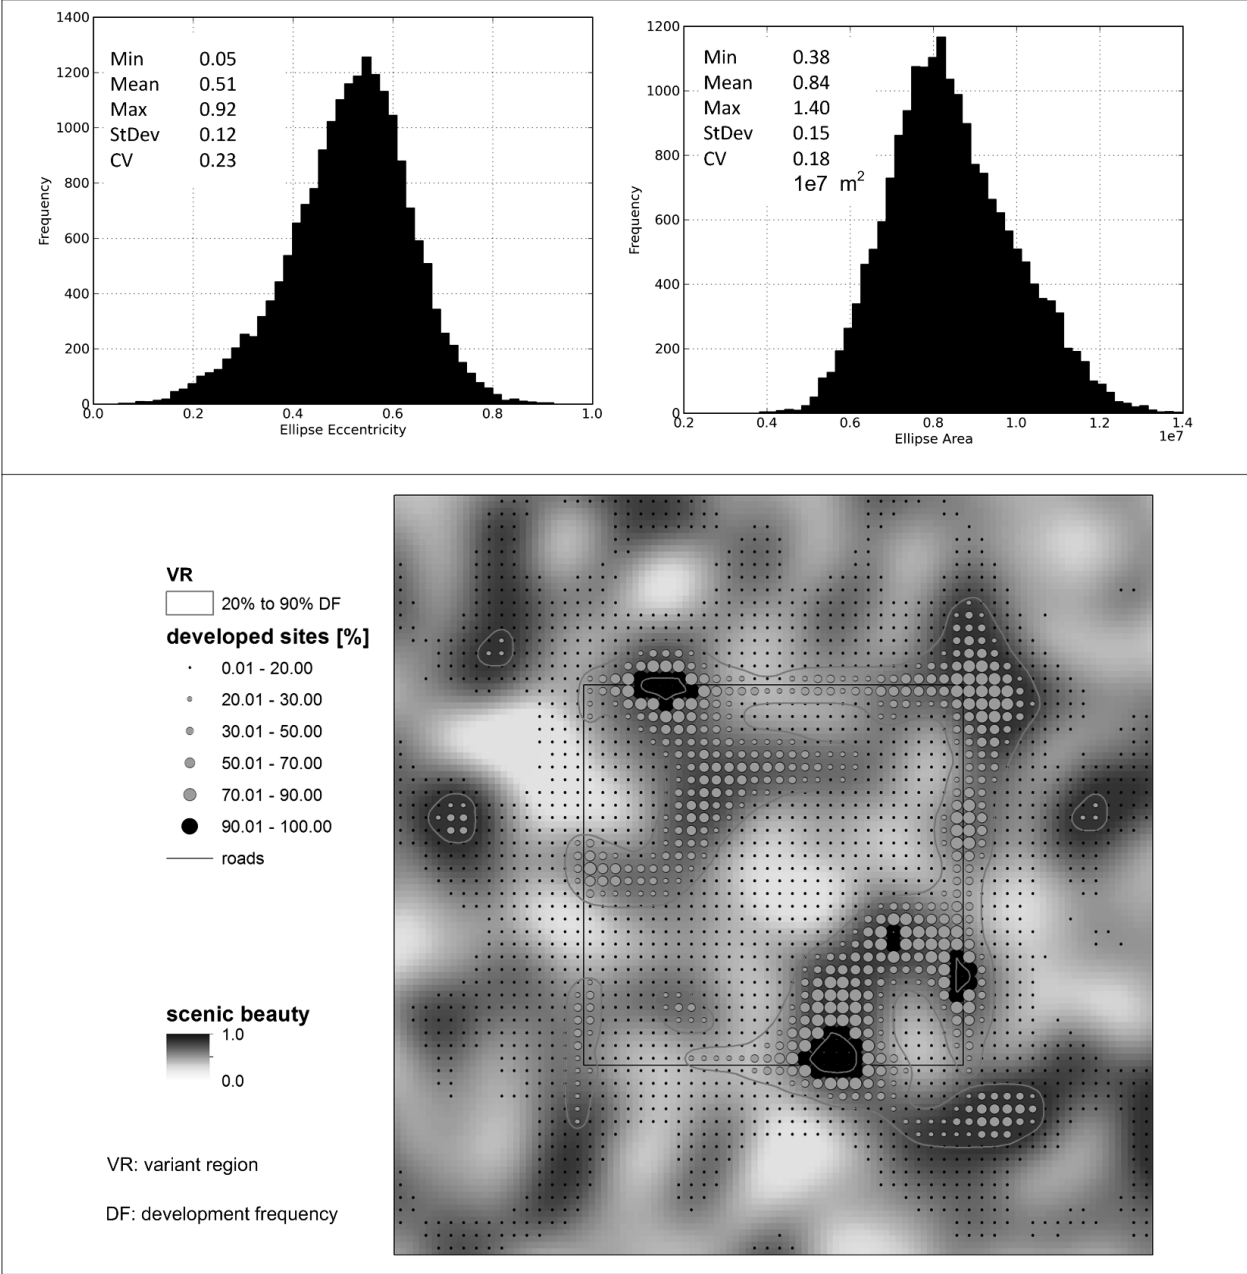 1400
1200
1000
800
600
400
200
0
Frequency
Min 0.05
Mean 0.51
Max 0.92
StDev 0.12
CV 0.23
0.0 0.2 0.4 0.6 0.8 1.0
Ellipse Eccentricity
1200
1000
800
600
400
200
0
Frequency
Min 0.38
Mean 0.84
Max 1.40
StDev 0.15
CV 0.18
1e7 m²
0.2 0.4 0.6 0.8 1.0 1.2 1.4
1e7
Ellipse Area
VR
20% to 90% DF
developed sites [%]
0.01 - 20.00
20.01 - 30.00
30.01 - 50.00
50.01 - 70.00
70.01 - 90.00
90.01 - 100.00
roads
scenic beauty
1.0
0.0
VR: variant region
DF: development frequency